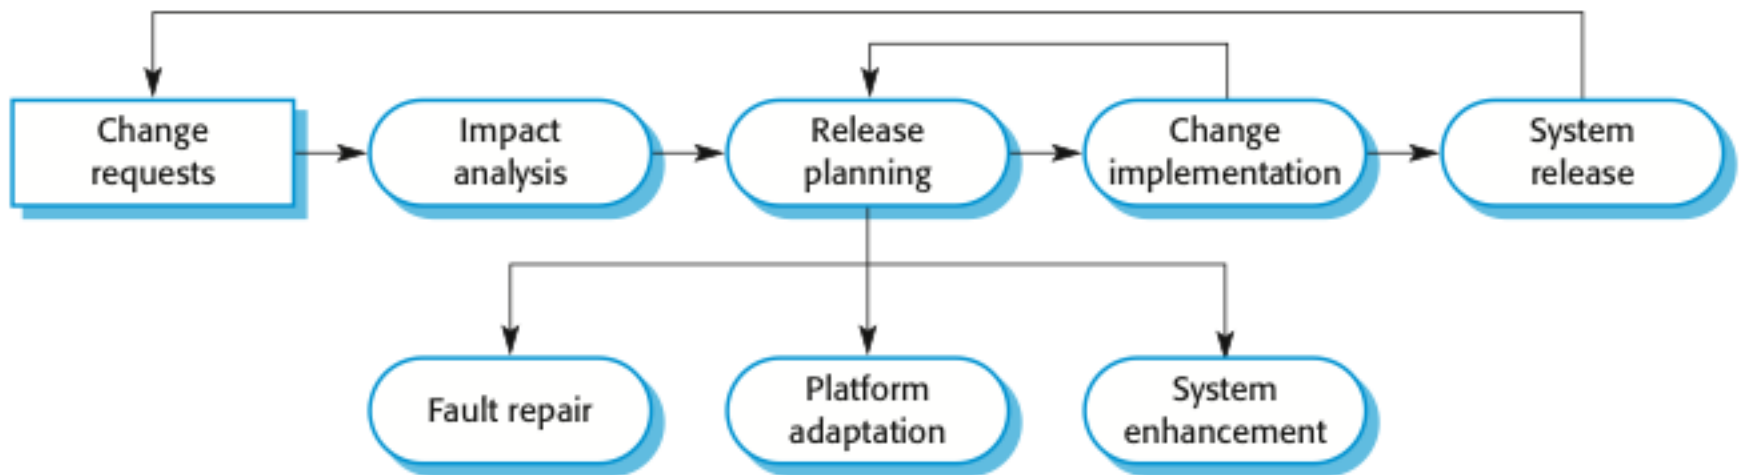 Change
requests
Impact
analysis
Release
planning
Change
implementation
System
release
Fault repair
Platform
adaptation
System
enhancement